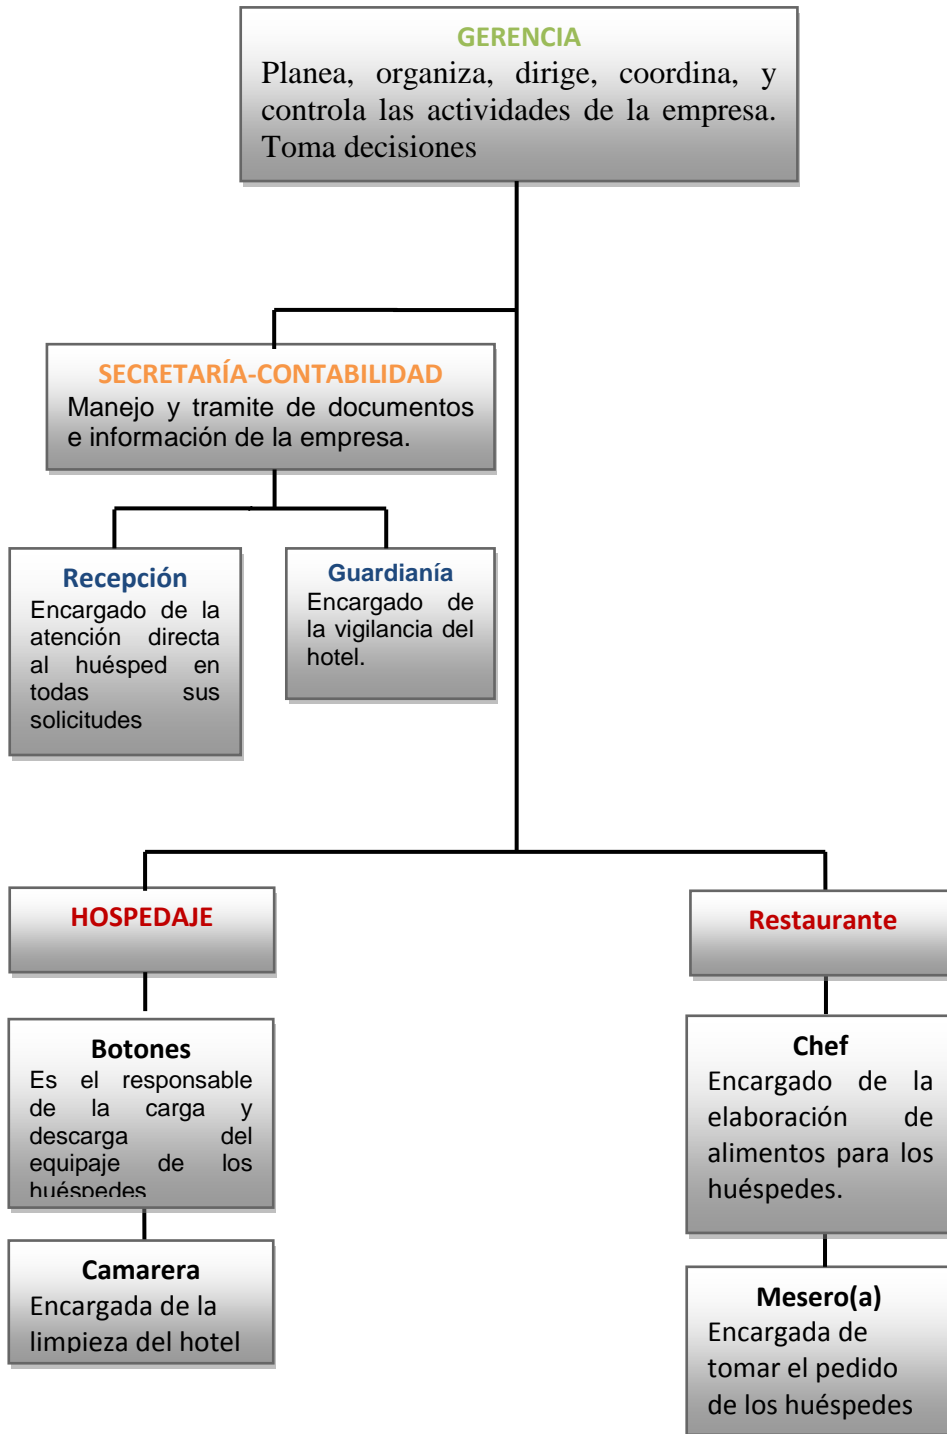 GERENCIA
Planea, organiza, dirige, coordina, y
controla las actividades de la empresa.
Toma decisiones
SECRETARÍA-CONTABILIDAD
Manejo y tramite de documentos
e información de la empresa.
Recepción
Encargado de la
atención directa
al huésped en
todas sus
solicitudes
Guardianía
Encargado de
la vigilancia del
hotel.
HOSPEDAJE
Restaurante
Botones
Es el responsable
de la carga y
descarga del
equipaje de los
huéspedes
Chef
Encargado de la
elaboración de
alimentos para los
huéspedes.
Camarera
Encargada de la
limpieza del hotel
Mesero(a)
Encargada de
tomar el pedido
de los huéspedes